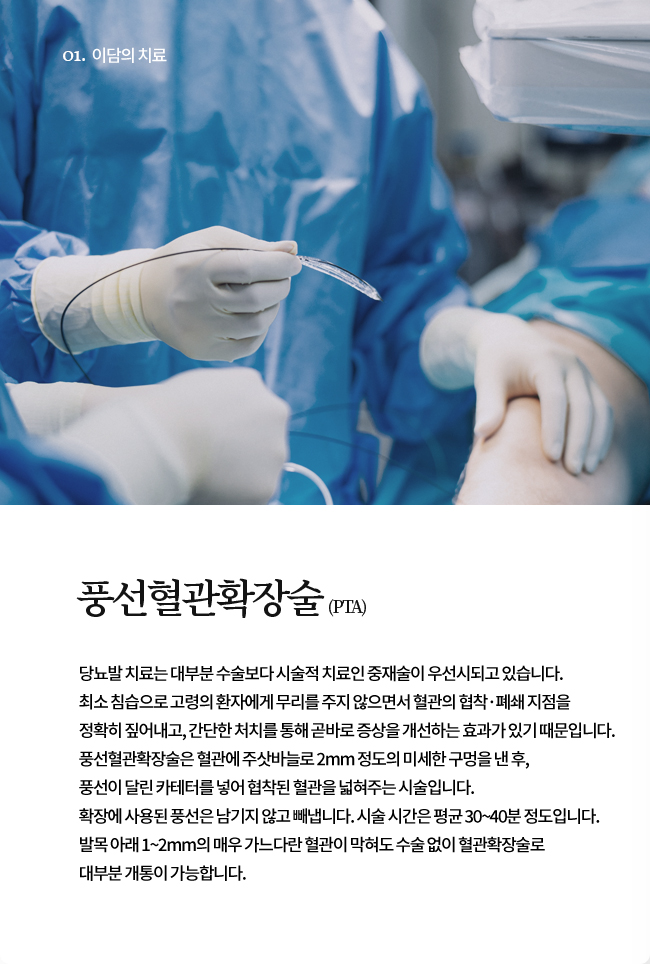 01. 이담의 치료
풍선혈관확장술 (PTA)
당뇨발 치료는 대부분 수술보다 시술적 치료인 중재술이 우선시되고 있습니다.
최소 침습으로 고령의 환자에게 무리를 주지 않으면서 혈관의 협착·폐쇄 지점을
정확히 짚어내고, 간단한 처치를 통해 곧바로 증상을 개선하는 효과가 있기 때문입니다.
풍선혈관확장술은 혈관에 주삿바늘로 2mm 정도의 미세한 구멍을 낸 후,
풍선이 달린 카테터를 넣어 협착된 혈관을 넓혀주는 시술입니다.
확장에 사용된 풍선은 남기지 않고 빼냅니다. 시술 시간은 평균 30~40분 정도입니다.
발목 아래 1~2mm의 매우 가느다란 혈관이 막혀도 수술 없이 혈관확장술로
대부분 개통이 가능합니다.